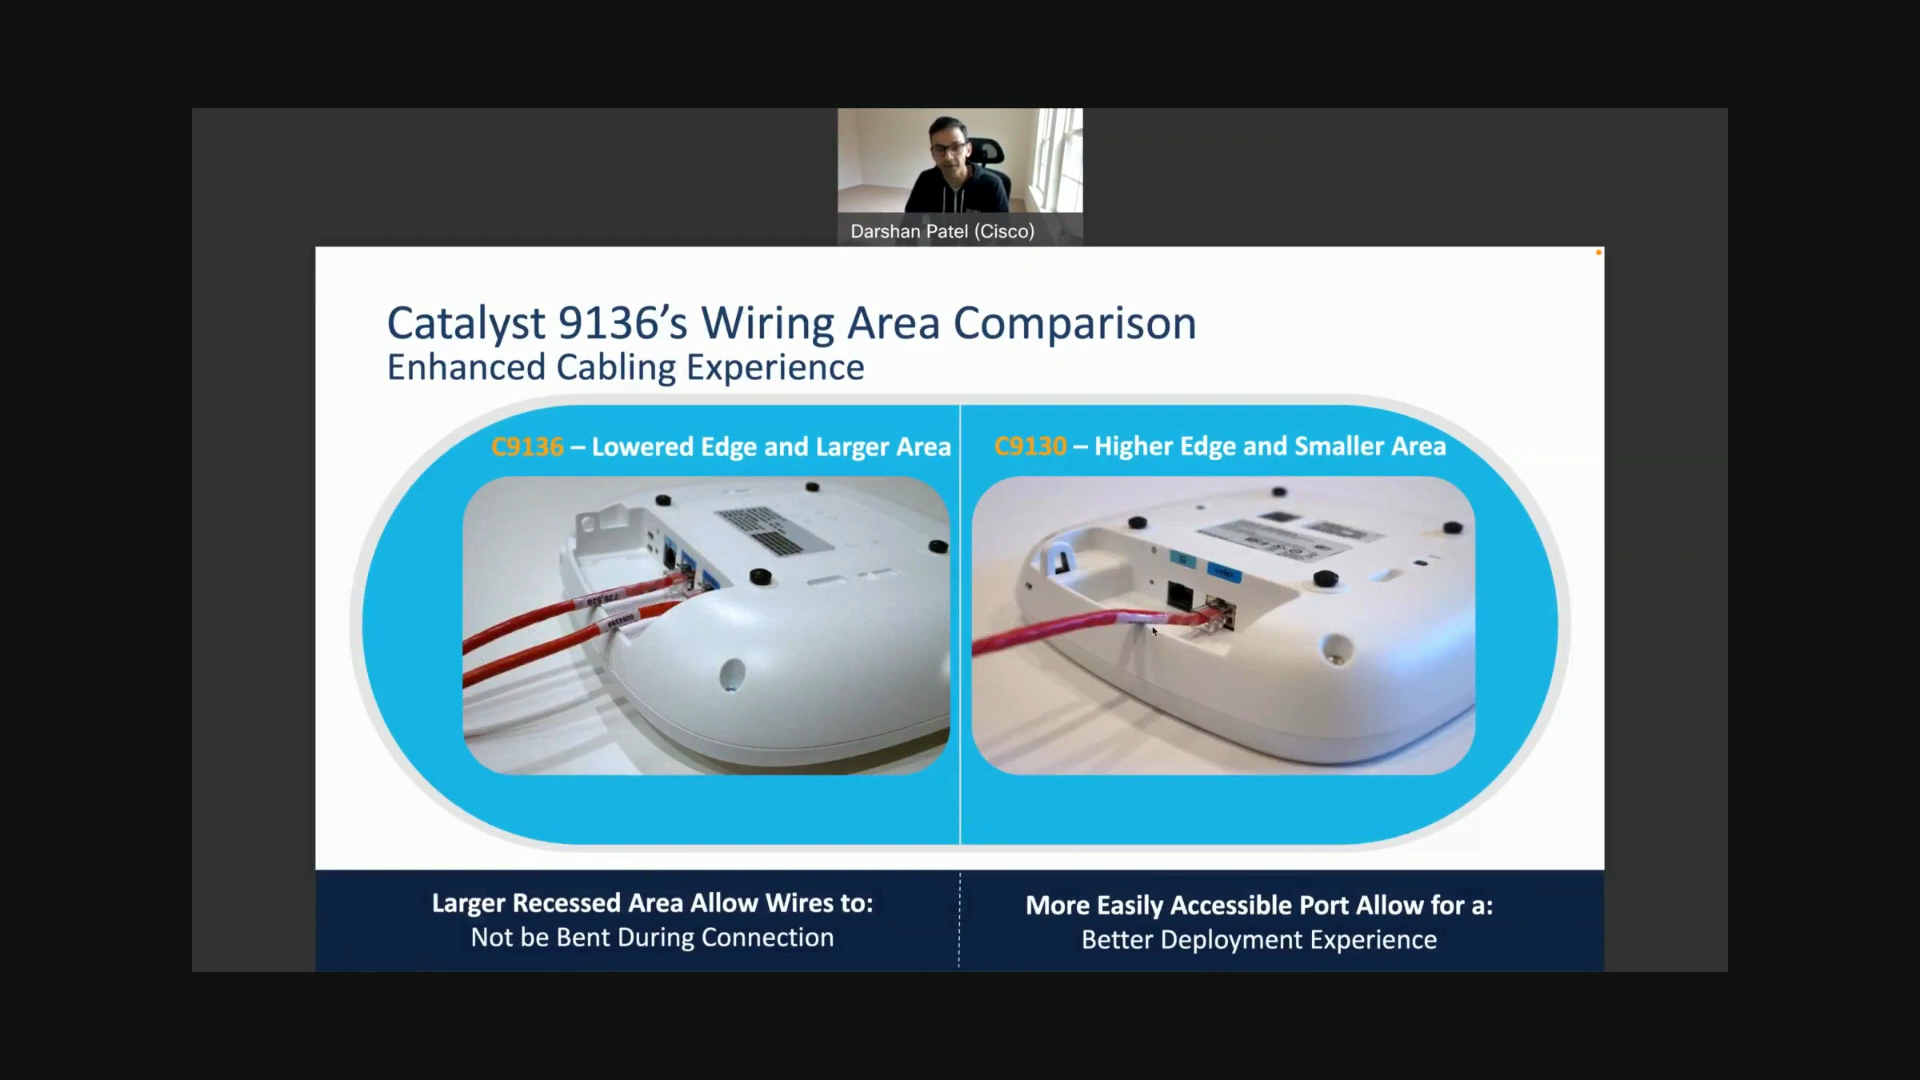 Darshan Patel (Cisco)
Catalyst 9136’s Wiring Area Comparison
Enhanced Cabling Experience
C9136 – Lowered Edge and Larger Area
C9130 – Higher Edge and Smaller Area
Larger Recessed Area Allow Wires to:
Not be Bent During Connection
More Easily Accessible Port Allow for a:
Better Deployment Experience